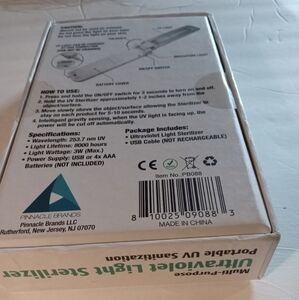 CAUTION:
UV LIGHT
INDICATION LIGHT
ON/OFF SWITCH
BATTERY COVER
HOW TO USE:
1. Press and hold the ON/OFF switch for 3 seconds to turn on and off.
2. Hold the UV Sterilizer approximately 1-2 inches away from the
object/surface.
3. Move slowly above the object/surface allowing the Sterilizer to
stay on each portion for 5-10 seconds.
4. Intelligent gravity sensing, when the UV light is facing up, the
power will be cut off automatically.
Specifications:
• Wavelength: 253.7 nm UV
• Light Lifetime: 8000 hours
• Light Wattage: 3W (Max.)
• Power Supply: USB or 4x AAA
Batteries (NOT INCLUDED)
Package Includes:
• Ultraviolet Light Sterilizer
• USB Cable (NOT RECHARGEABLE)
PINNACLE BRANDS
Pinnacle Brands LLC
Rutherford, New Jersey, NJ 07070
Item No.:PB088
8 10025 09088 3
MADE IN CHINA
Multi-Purpose
Ultraviolet Light Sterilizer
Portable UV Sanitization